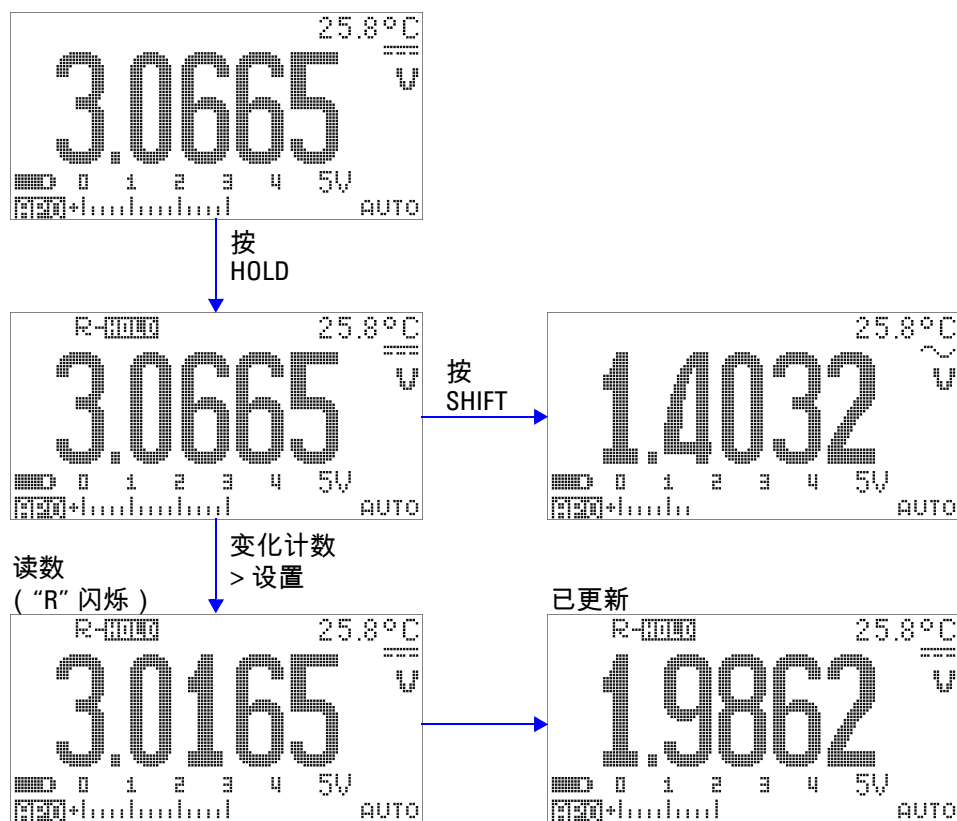 25.8°C
3.0665 V
0 1 2 3 4 5V
APO AUTO
按
HOLD
R-HOLD 25.8°C
3.0665 V
0 1 2 3 4 5V
APO AUTO
按
SHIFT
25.8°C
1.4032 V
0 1 2 3 4 5V
APO AUTO
变化计数
> 设置
读数
( “R” 闪烁 )
R-HOLD 25.8°C
3.0165 V
0 1 2 3 4 5V
APO AUTO
已更新
R-HOLD 25.8°C
1.9862 V
0 1 2 3 4 5V
APO AUTO